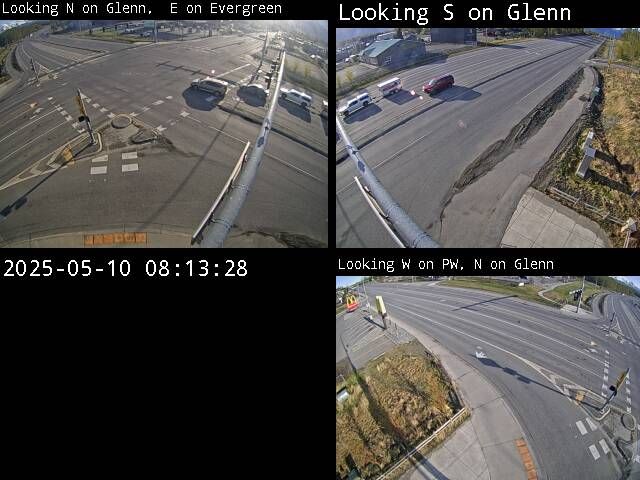 Looking N on Glenn,  E on Evergreen
Looking S on Glenn
2025-05-10 08:13:28
Looking W on PW, N on Glenn